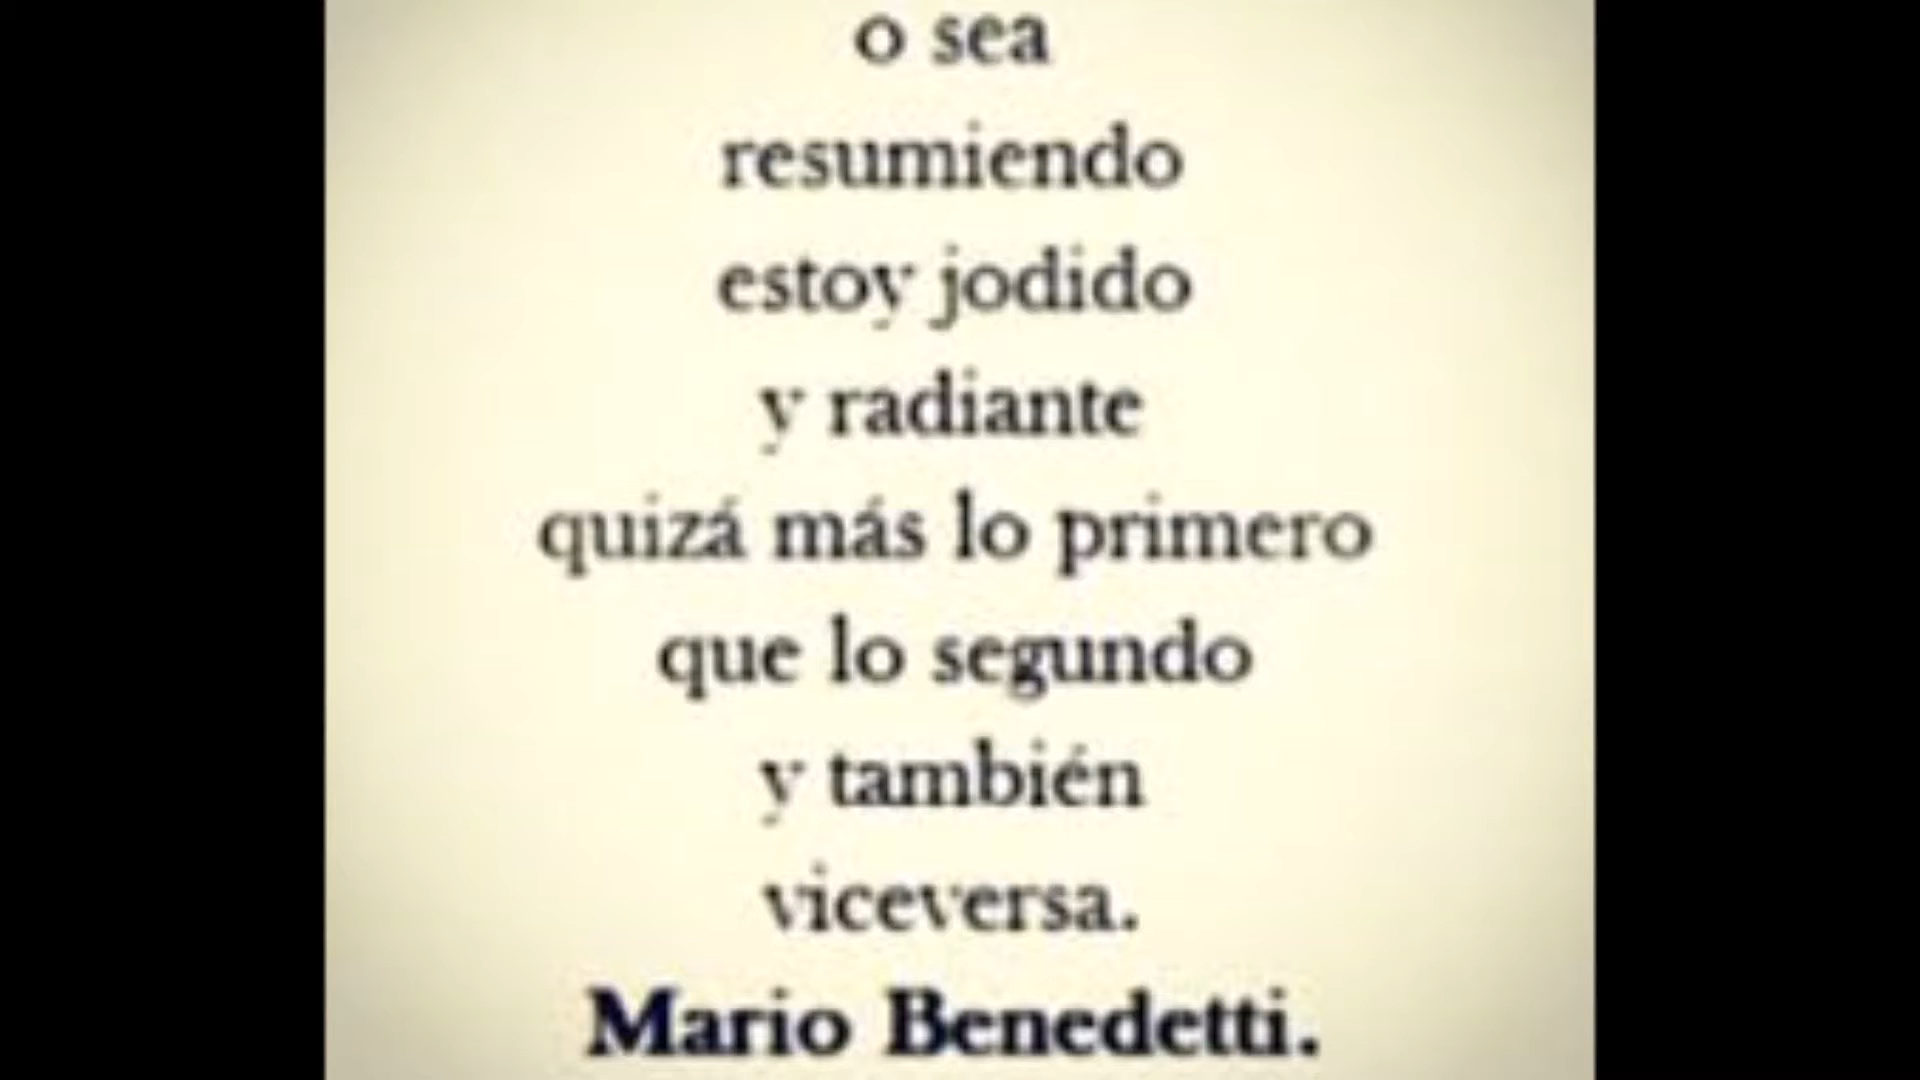 o sea
resumiendo
estoy jodido
y radiante
quizá más lo primero
que lo segundo
y también
viceversa.
Mario Benedetti.